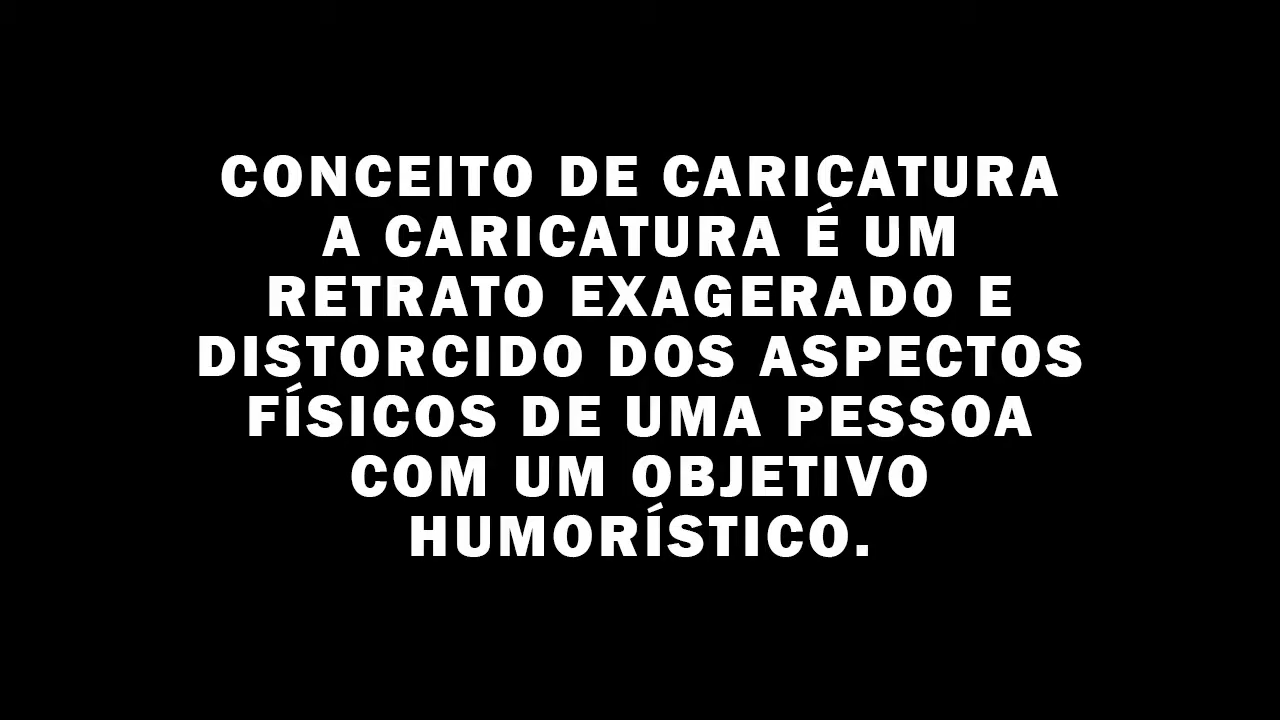 CONCEITO DE CARICATURA
A CARICATURA É UM
RETRATO EXAGERADO E
DISTORCIDO DOS ASPECTOS
FÍSICOS DE UMA PESSOA
COM UM OBJETIVO
HUMORÍSTICO.